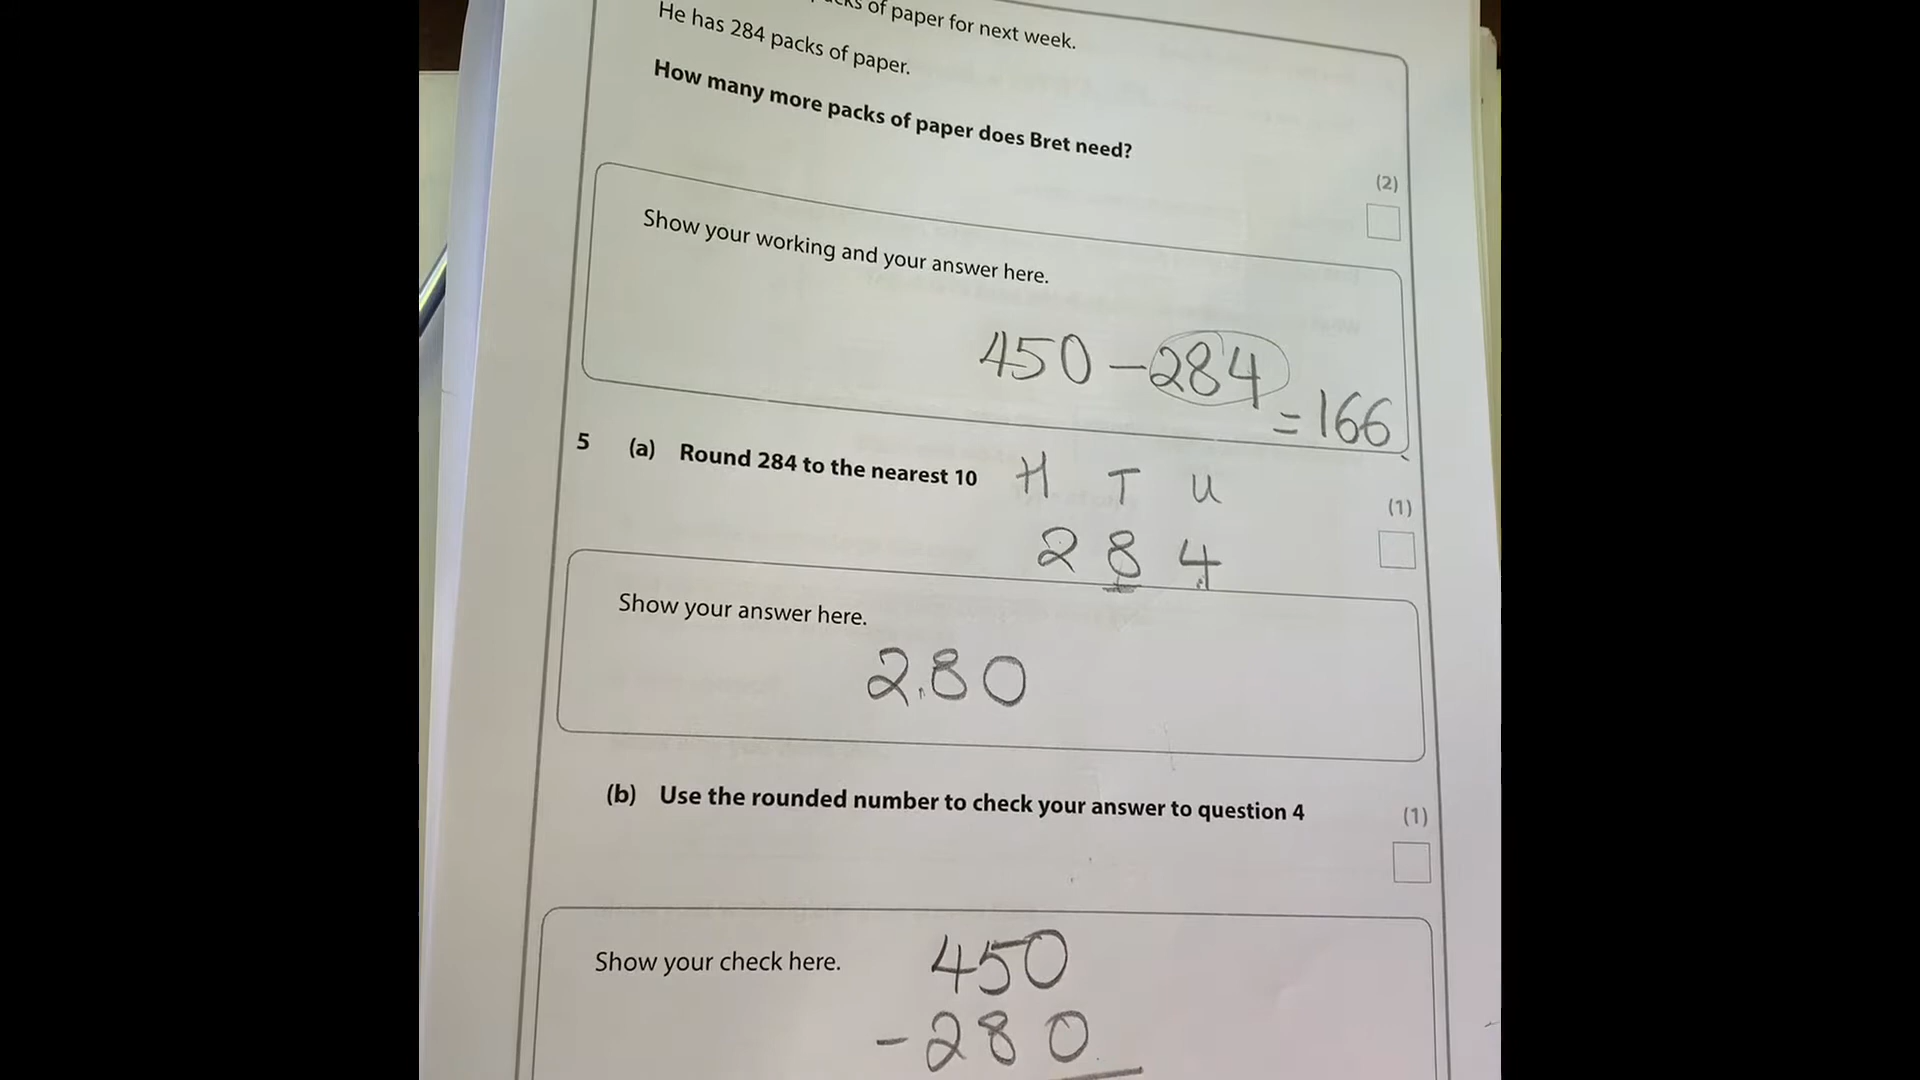 of paper for next week.
He has 284 packs of paper.
How many more packs of paper does Bret need?
(2)
Show your working and your answer here.
450 - 284
= 166
5 (a) Round 284 to the nearest 10
H T U
(1)
2 8 4
Show your answer here.
280
(b) Use the rounded number to check your answer to question 4
(1)
Show your check here.
450
- 280